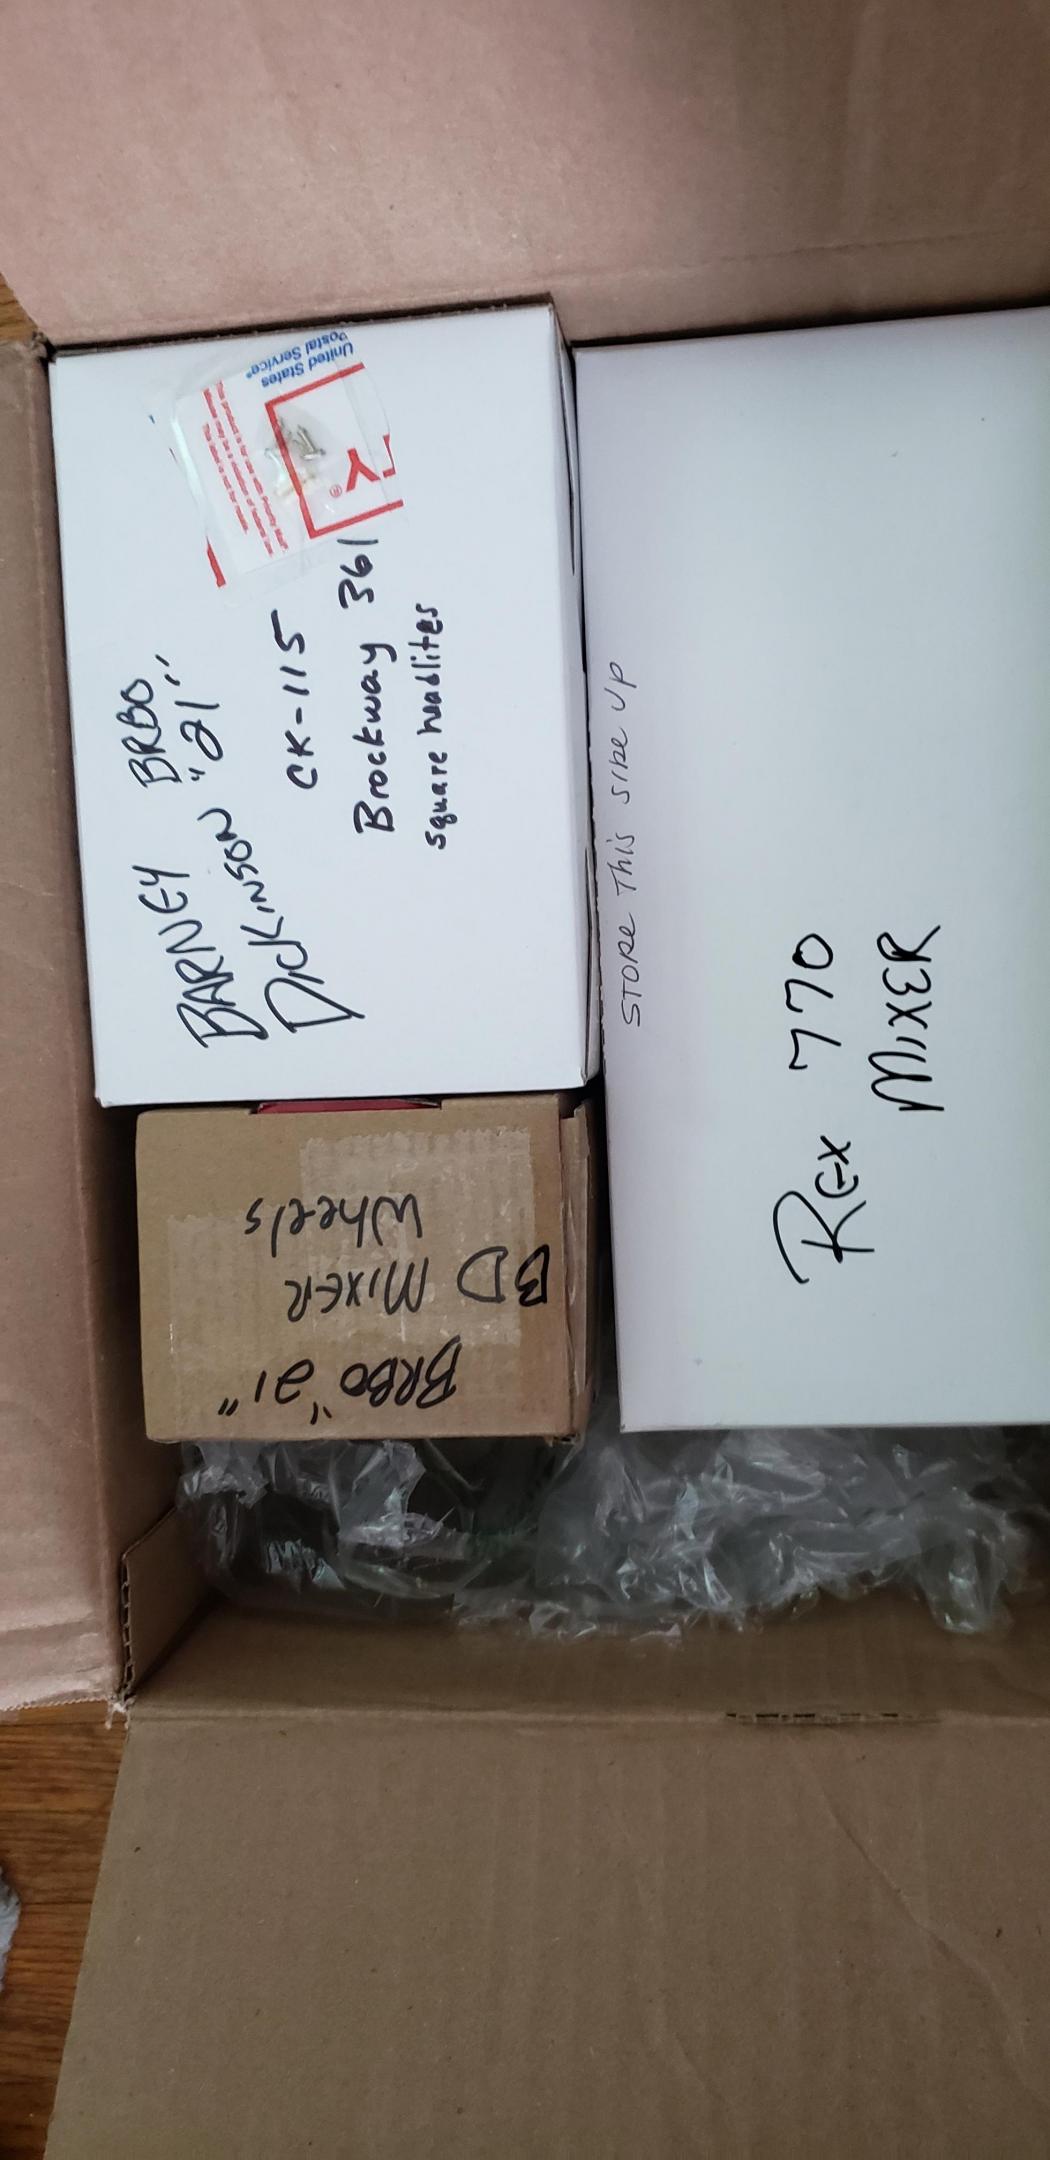 BARNEY BRBO
DICKINSON "21"
CK-115
Brockway 361
square headlites
United States
Postal Service®
Y®
STORE This SIDE UP
REX 770
MIXER
BRBO "21"
BD MIXER
Wheels